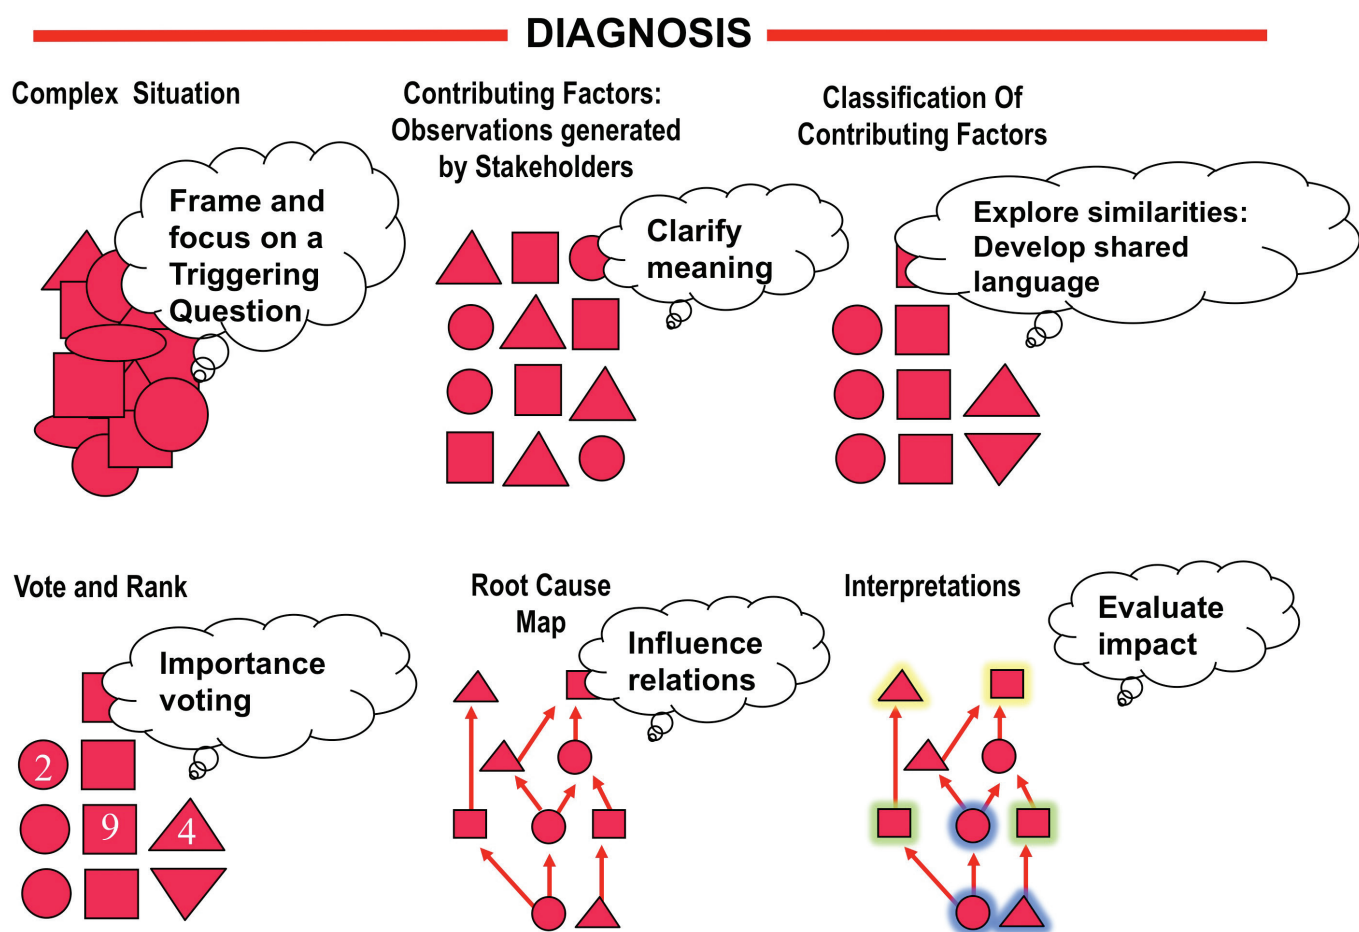 DIAGNOSIS
Complex Situation
Frame and
focus on a
Triggering
Question
Contributing Factors:
Observations generated
by Stakeholders
Clarify
meaning
Classification Of
Contributing Factors
Explore similarities:
Develop shared
language
Vote and Rank
Importance
voting
2
9
4
Root Cause
Map
Influence
relations
Interpretations
Evaluate
impact